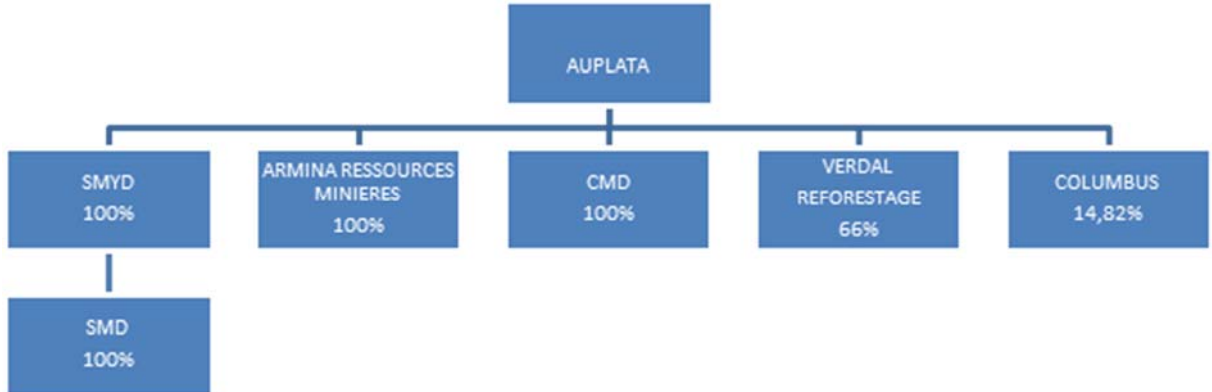 AUPLATA
SMYD
100%
ARMINA RESSOURCES
MINIERES
100%
CMD
100%
VERDAL
REFORESTAGE
66%
COLUMBUS
14,82%
SMD
100%